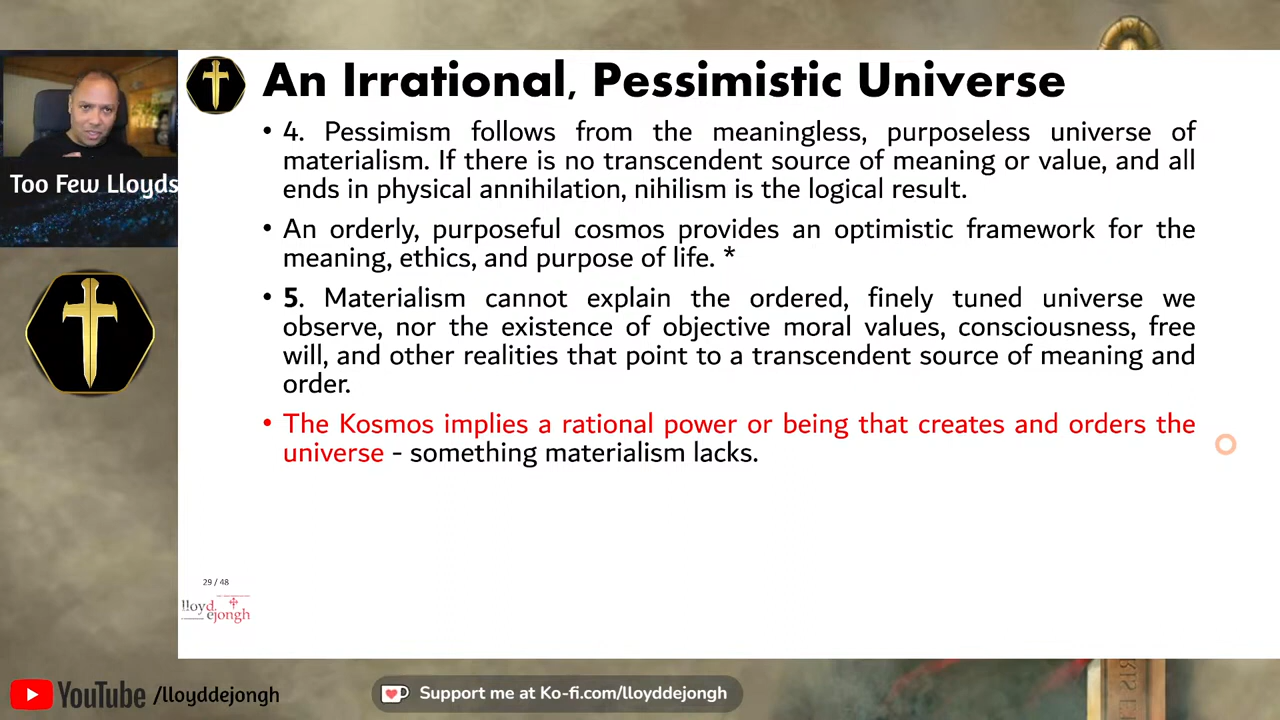 An Irrational, Pessimistic Universe
Too Few Lloyds
• 4. Pessimism follows from the meaningless, purposeless universe of
materialism. If there is no transcendent source of meaning or value, and all
ends in physical annihilation, nihilism is the logical result.
• An orderly, purposeful cosmos provides an optimistic framework for the
meaning, ethics, and purpose of life. *
• 5. Materialism cannot explain the ordered, finely tuned universe we
observe, nor the existence of objective moral values, consciousness, free
will, and other realities that point to a transcendent source of meaning and
order.
• The Kosmos implies a rational power or being that creates and orders the
universe - something materialism lacks.
29 / 48
lloyd
ejongh
YouTube /lloyddejongh
Support me at Ko-fi.com/lloyddejongh